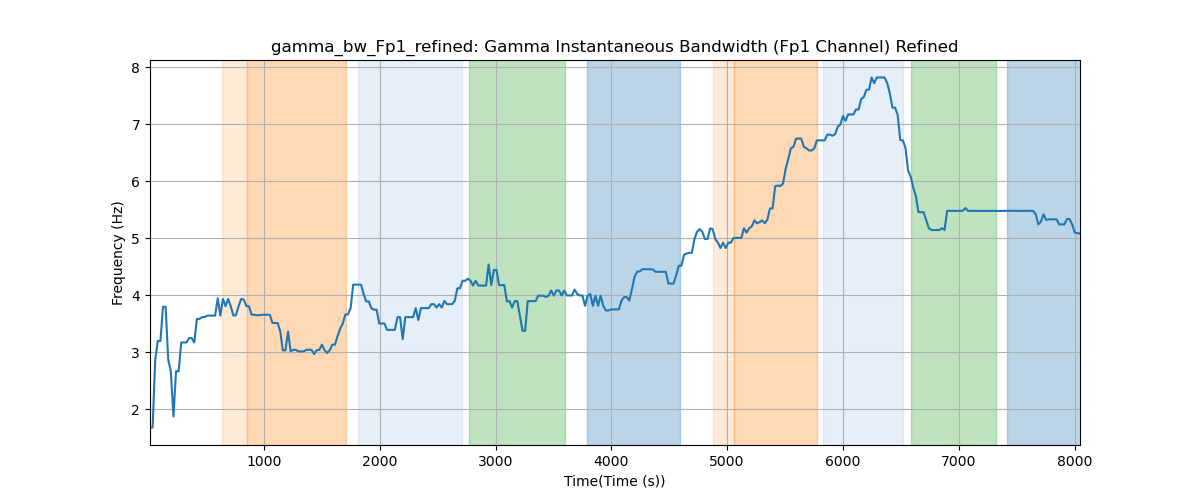 gamma_bw_Fp1_refined: Gamma Instantaneous Bandwidth (Fp1 Channel) Refined
8
7
6
5
4
3
2
Frequency (Hz)
1000 2000 3000 4000 5000 6000 7000 8000
Time(Time (s))